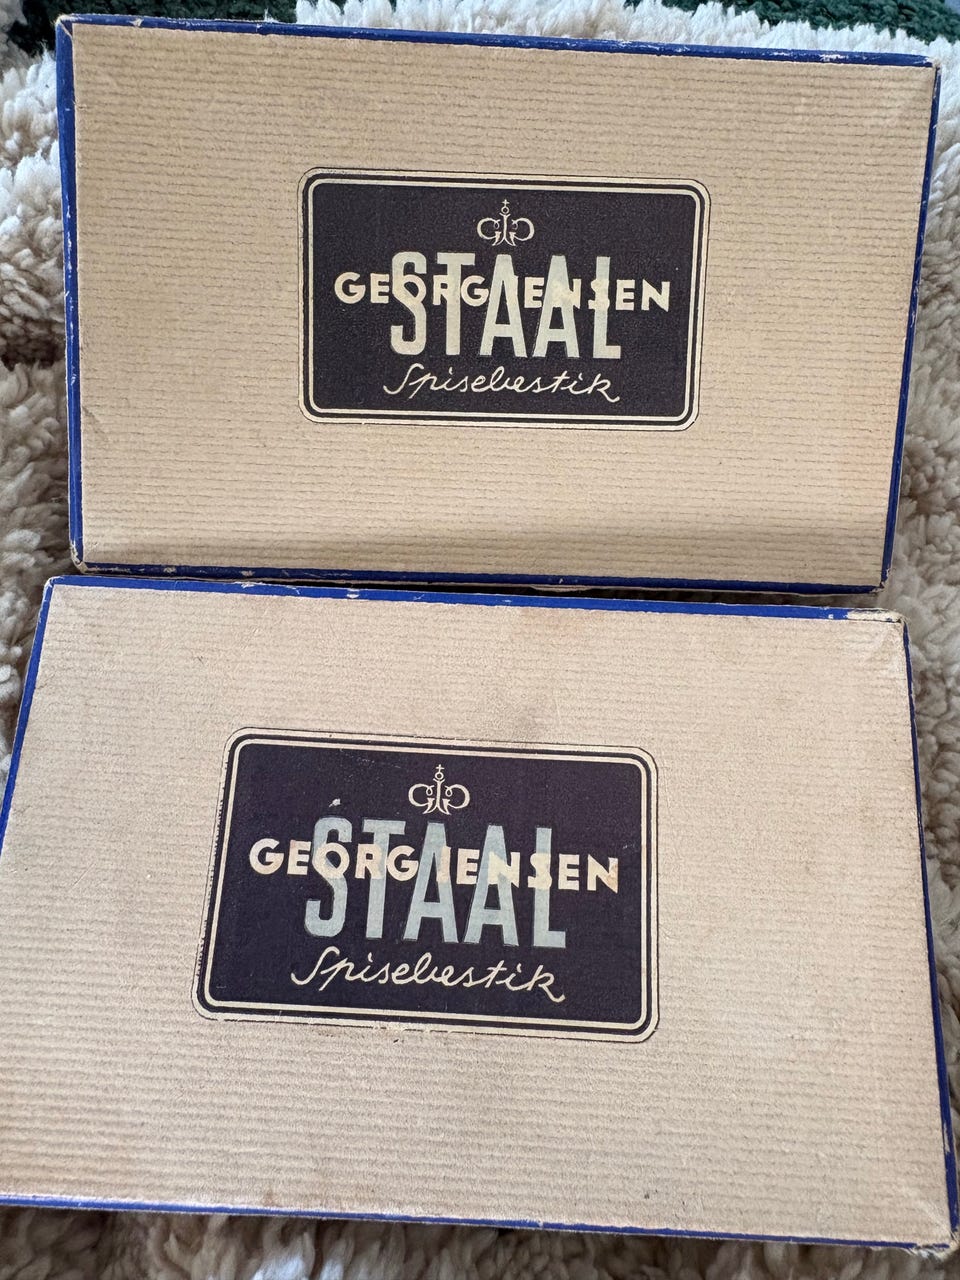 GEORG JENSEN
STAAL
Spisebestik
GEORG JENSEN
STAAL
Spisebestik